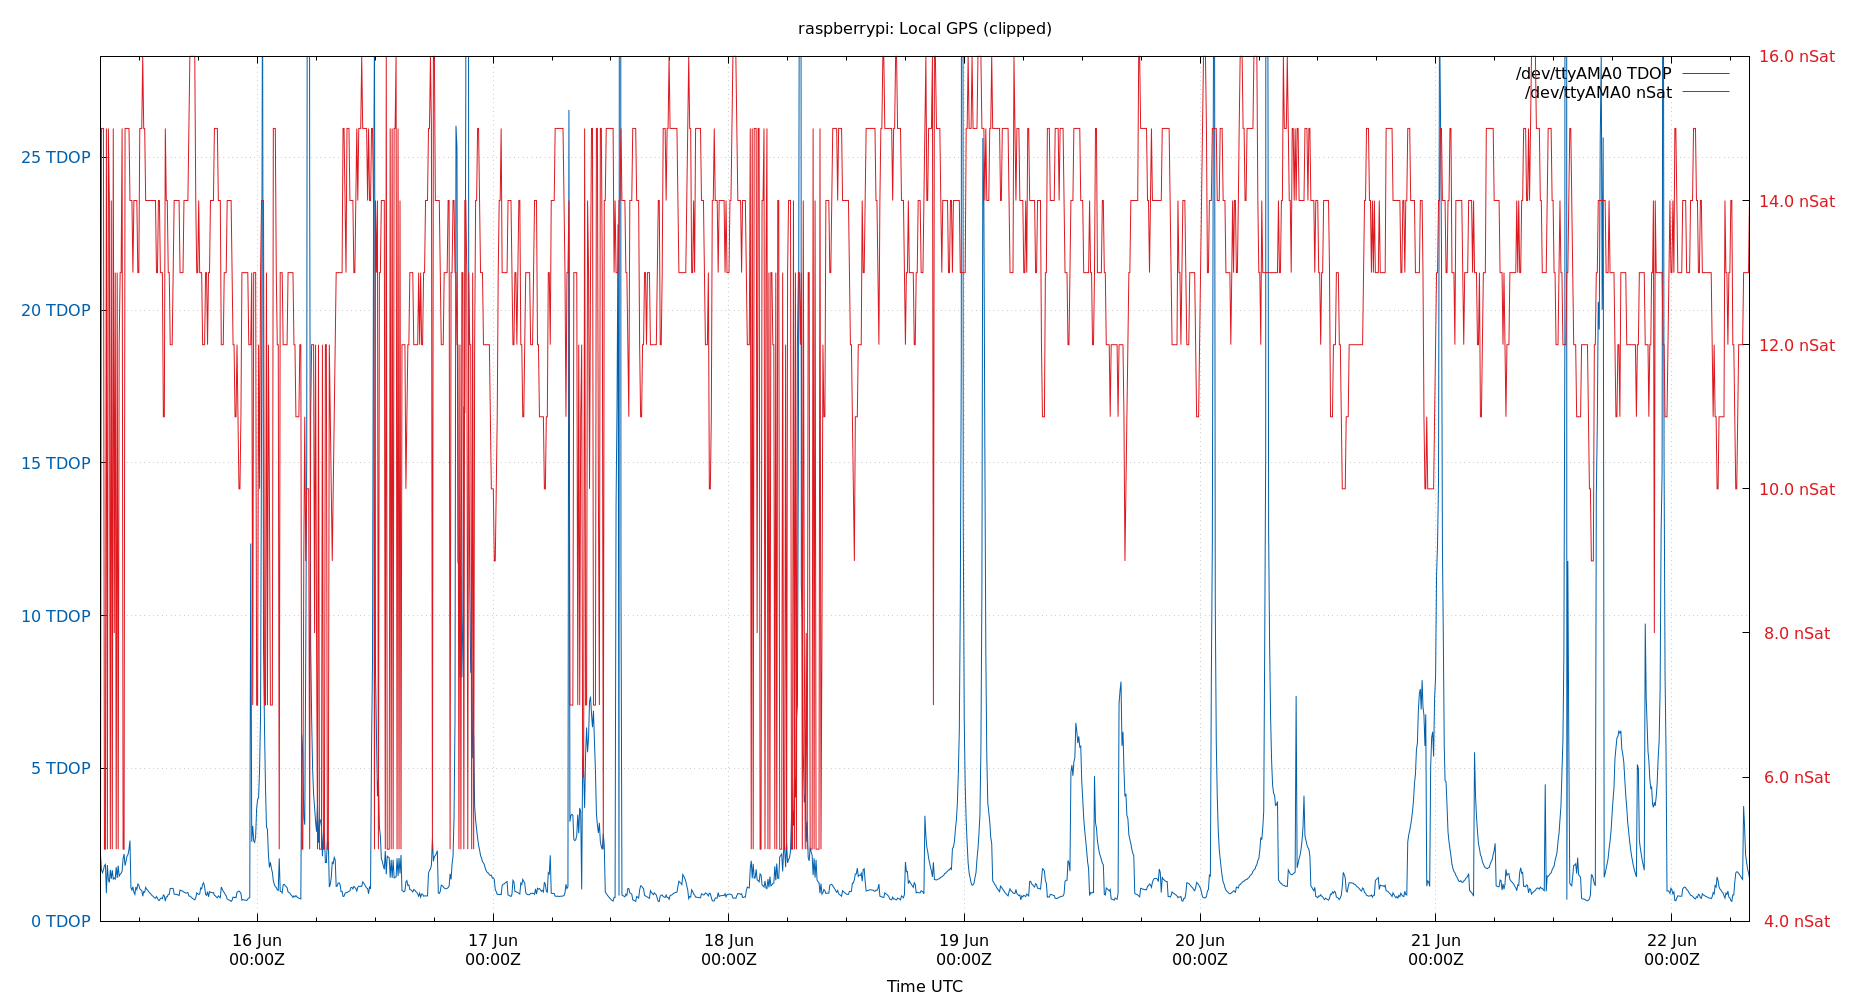 raspberrypi: Local GPS (clipped)
16.0 nSat
/dev/ttyAMA0 TDOP
/dev/ttyAMA0 nSat
25 TDOP
14.0 nSat
20 TDOP
12.0 nSat
15 TDOP
10.0 nSat
10 TDOP
8.0 nSat
5 TDOP
6.0 nSat
0 TDOP
4.0 nSat
16 Jun 17 Jun 18 Jun 19 Jun 20 Jun 21 Jun 22 Jun
00:00Z 00:00Z 00:00Z 00:00Z 00:00Z 00:00Z 00:00Z
Time UTC